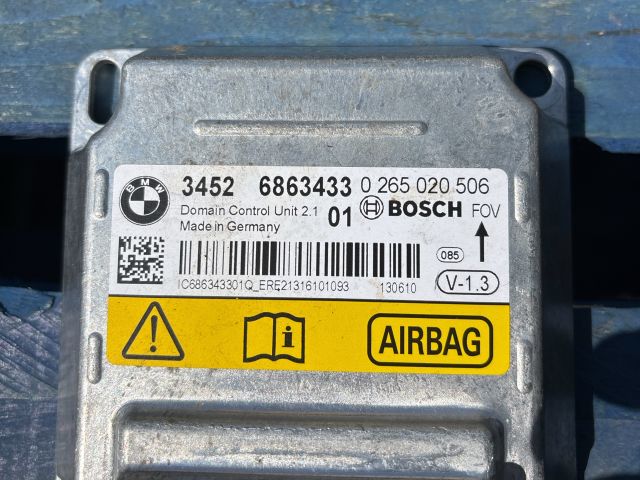 BMW
3452 6863433 0 265 020 506
Domain Control Unit 2.1 01 BOSCH FOV
Made in Germany
085
IC686343301Q_ERE21316101093 130610
V-1.3
i
AIRBAG